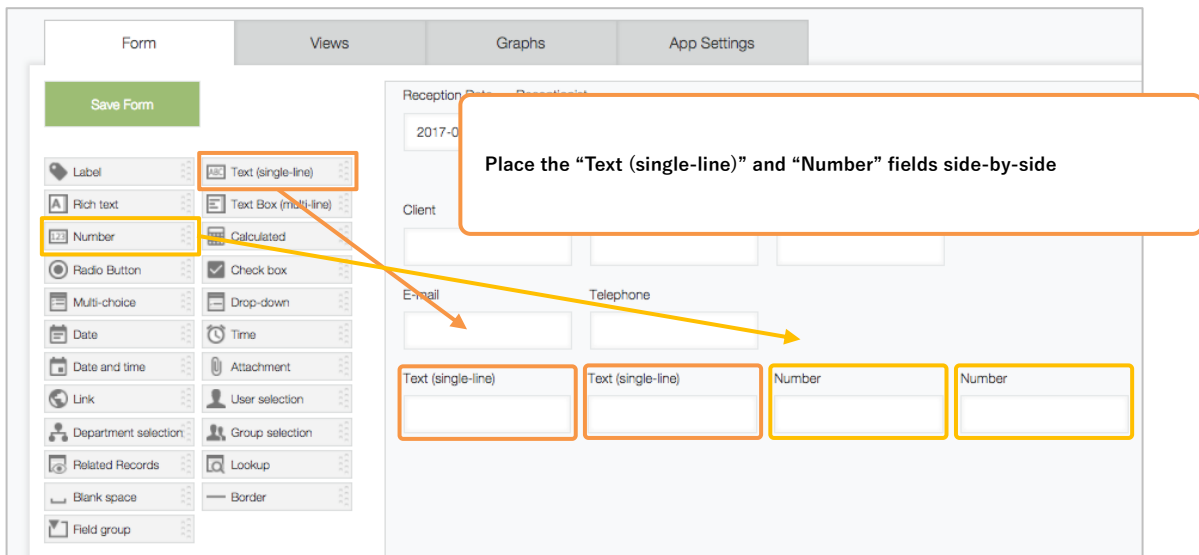 Form
Views
Graphs
App Settings
Save Form
Reception
2017-0
Place the “Text (single-line)” and “Number” fields side-by-side
Label
ABC Text (single-line)
A Rich text
Text Box (multi-line)
123 Number
Calculated
Radio Button
Check box
Multi-choice
Drop-down
Date
Time
Date and time
Attachment
Link
User selection
Department selection
Group selection
Related Records
Lookup
Blank space
Border
Field group
Client
E-mail
Telephone
Text (single-line)
Text (single-line)
Number
Number